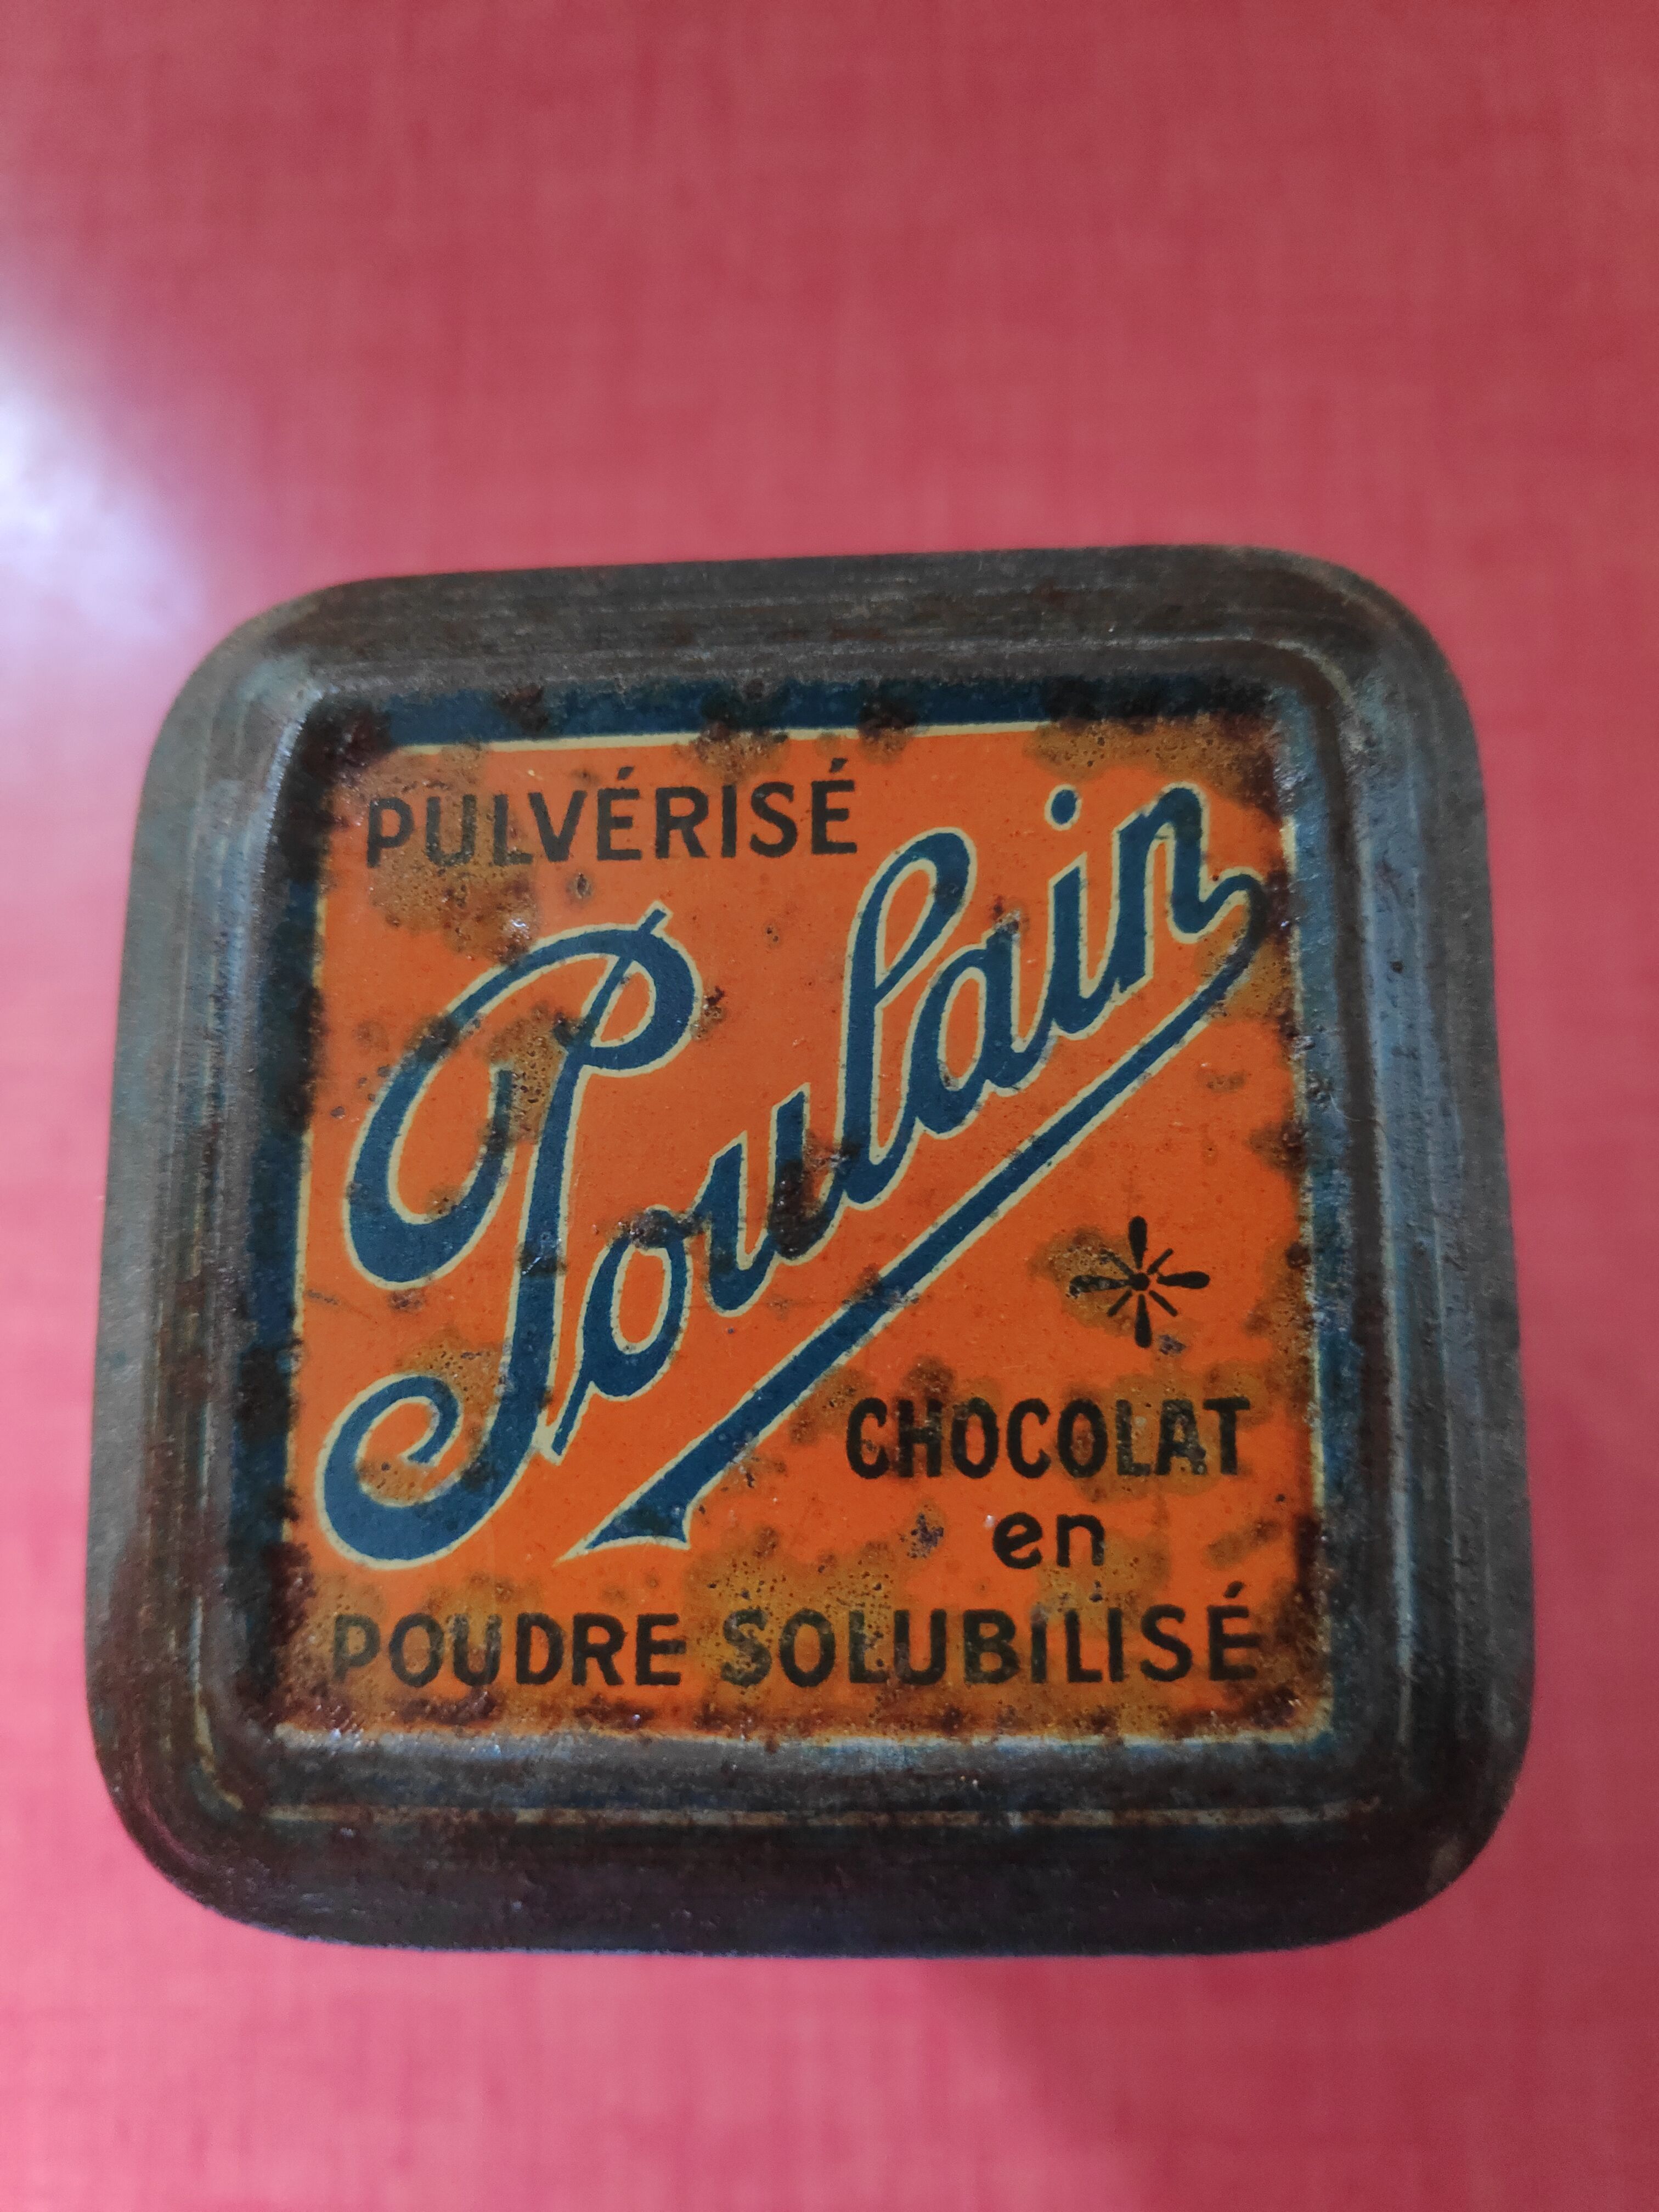 PULVÉRISÉ
Poulain
CHOCOLAT
en
POUDRE SOLUBILISÉ